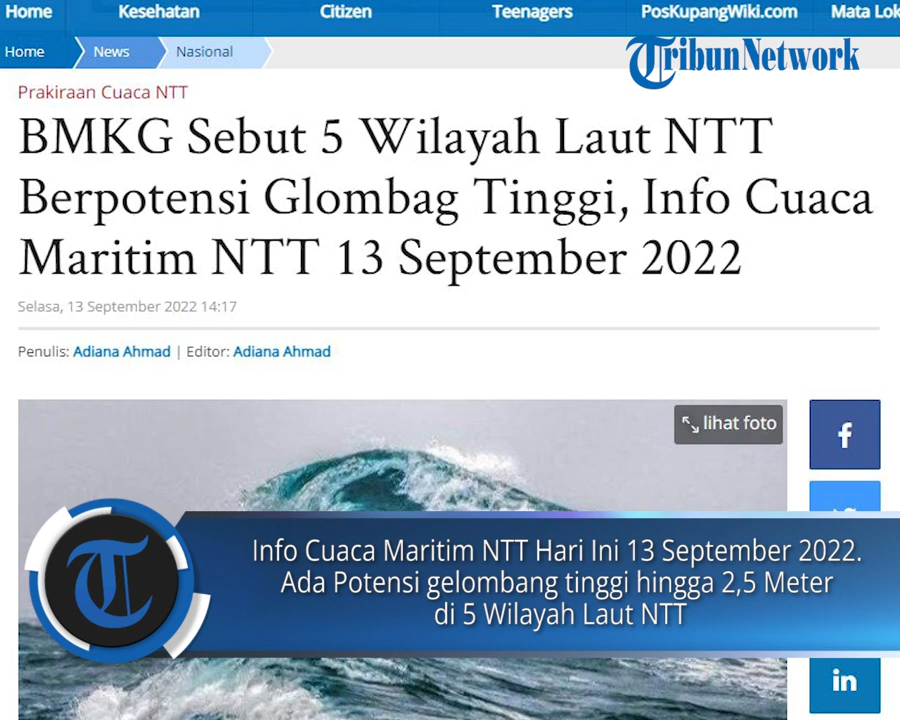 Home Kesehatan Citizen Teenagers PosKupangWiki.com Mata Lok
Home News Nasional
TribunNetwork
Prakiraan Cuaca NTT
BMKG Sebut 5 Wilayah Laut NTT
Berpotensi Glombag Tinggi, Info Cuaca
Maritim NTT 13 September 2022
Selasa, 13 September 2022 14:17
Penulis: Adiana Ahmad | Editor: Adiana Ahmad
lihat foto
f
Info Cuaca Maritim NTT Hari Ini 13 September 2022.
Ada Potensi gelombang tinggi hingga 2,5 Meter
di 5 Wilayah Laut NTT
T
in